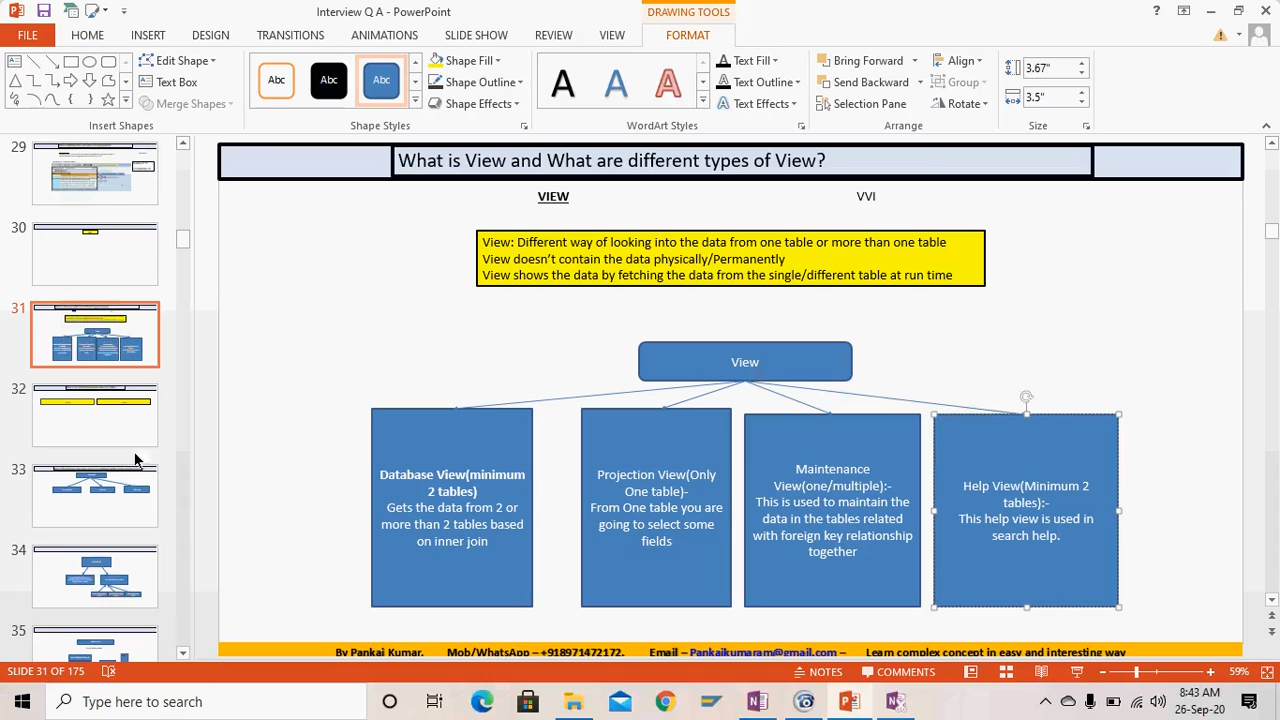 Interview Q A - PowerPoint
DRAWING TOOLS
FILE HOME INSERT DESIGN TRANSITIONS ANIMATIONS SLIDE SHOW REVIEW VIEW FORMAT
Edit Shape
Text Box
Merge Shapes
Insert Shapes
Abc Abc Abc
Shape Fill
Shape Outline
Shape Effects
Shape Styles
A A A
Text Fill
Text Outline
Text Effects
WordArt Styles
Bring Forward
Send Backward
Selection Pane
Align
Group
Rotate
Arrange
3.67"
3.5"
Size
29
30
31
32
33
34
35
What is View and What are different types of View?
VIEW VVI
View: Different way of looking into the data from one table or more than one table
View doesn't contain the data physically/Permanently
View shows the data by fetching the data from the single/different table at run time
View
Database View(minimum
2 tables)
Gets the data from 2 or
more than 2 tables based
on inner join
Projection View(Only
One table)-
From One table you are
going to select some
fields
Maintenance
View(one/multiple):-
This is used to maintain the
data in the tables related
with foreign key relationship
together
Help View(Minimum 2
tables):-
This help view is used in
search help.
By Pankaj Kumar. Mob/WhatsApp – +918971472172. Email – Pankajkumaram@gmail.com – Learn complex concept in easy and interesting way
SLIDE 31 OF 175
NOTES
COMMENTS
59%
Type here to search
8:43 AM
26-Sep-20